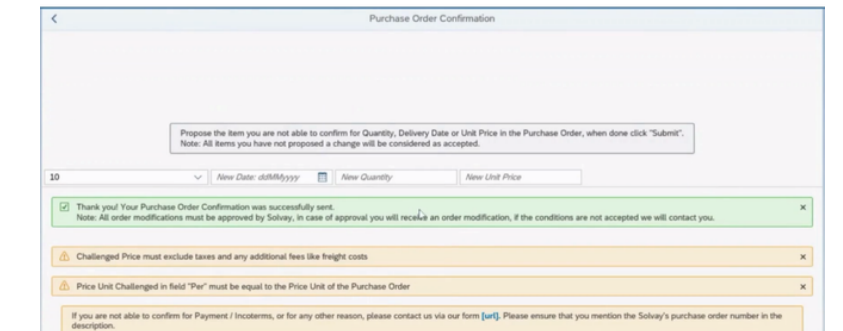 Purchase Order Confirmation
Propose the item you are not able to confirm for Quantity, Delivery Date or Unit Price in the Purchase Order, when done click "Submit".
Note: All items you have not proposed a change will be considered as accepted.
10 New Date: ddMMyyyy New Quantity New Unit Price
Thank you! Your Purchase Order Confirmation was successfully sent.
Note: All order modifications must be approved by Solvay, in case of approval you will receive an order modification, if the conditions are not accepted we will contact you.
Challenged Price must exclude taxes and any additional fees like freight costs
Price Unit Challenged in field "Per" must be equal to the Price Unit of the Purchase Order
If you are not able to confirm for Payment / Incoterms, or for any other reason, please contact us via our form [url]. Please ensure that you mention the Solvay's purchase order number in the
description.